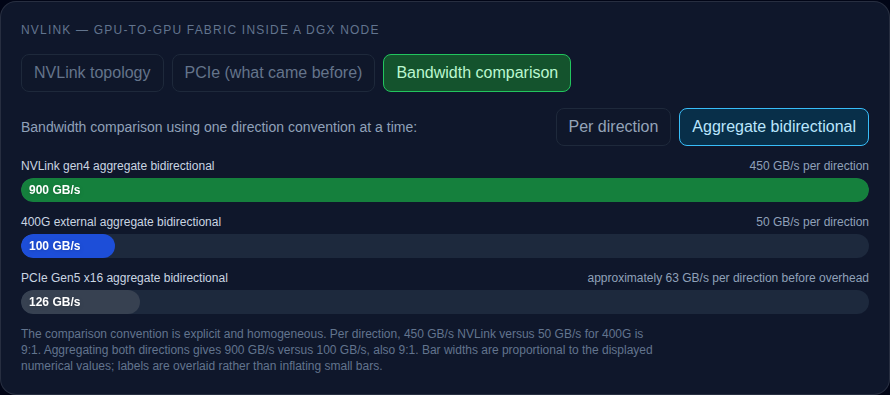 NVLINK — GPU-TO-GPU FABRIC INSIDE A DGX NODE
NVLink topology
PCIe (what came before)
Bandwidth comparison
Bandwidth comparison using one direction convention at a time:
Per direction
Aggregate bidirectional
NVLink gen4 aggregate bidirectional
450 GB/s per direction
900 GB/s
400G external aggregate bidirectional
50 GB/s per direction
100 GB/s
PCIe Gen5 x16 aggregate bidirectional
approximately 63 GB/s per direction before overhead
126 GB/s
The comparison convention is explicit and homogeneous. Per direction, 450 GB/s NVLink versus 50 GB/s for 400G is
9:1. Aggregating both directions gives 900 GB/s versus 100 GB/s, also 9:1. Bar widths are proportional to the displayed
numerical values; labels are overlaid rather than inflating small bars.